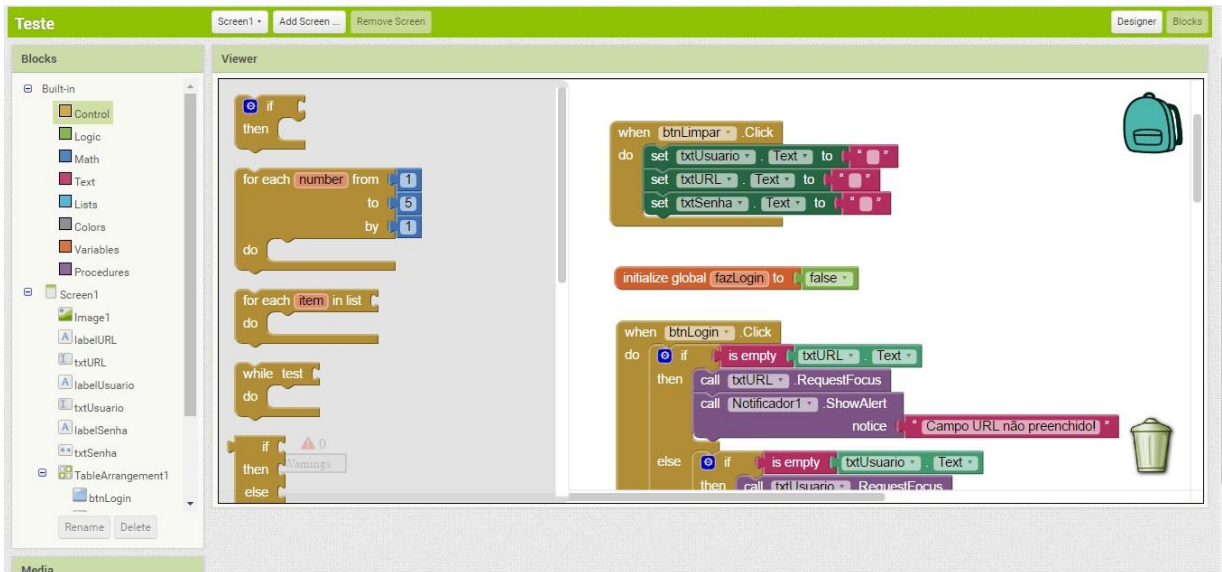 Teste
Screen1
Add Screen ...
Remove Screen
Designer
Blocks
Blocks
Viewer
Built-in
Control
Logic
Math
Text
Lists
Colors
Variables
Procedures
Screen1
Image1
labelURL
txtURL
labelUsuario
txtUsuario
labelSenha
txtSenha
TableArrangement1
btnLogin
Rename
Delete
Media
if
then
for each number from 1
to 5
by 1
do
for each item in list
do
while test
do
if
then
else
0
Warnings
when btnLimpar .Click
do set txtUsuario . Text to " "
set txtURL . Text to " "
set txtSenha . Text to " "
initialize global fazLogin to false
when btnLogin .Click
do if is empty txtURL . Text
then call txtURL .RequestFocus
call Notificador1 .ShowAlert
notice " Campo URL não preenchido! "
else if is empty txtUsuario . Text
then call txtUsuario .RequestFocus